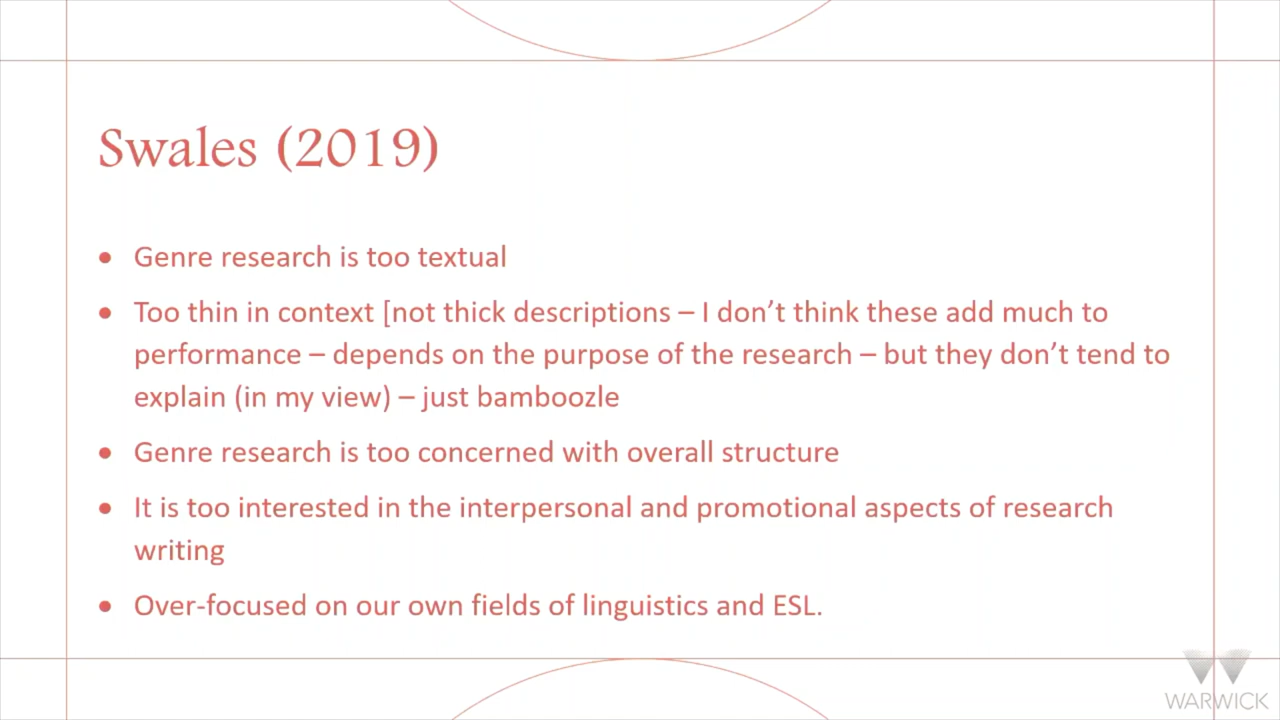 Swales (2019)
• Genre research is too textual
• Too thin in context [not thick descriptions – I don’t think these add much to
performance – depends on the purpose of the research – but they don’t tend to
explain (in my view) – just bamboozle
• Genre research is too concerned with overall structure
• It is too interested in the interpersonal and promotional aspects of research
writing
• Over-focused on our own fields of linguistics and ESL.
WARWICK